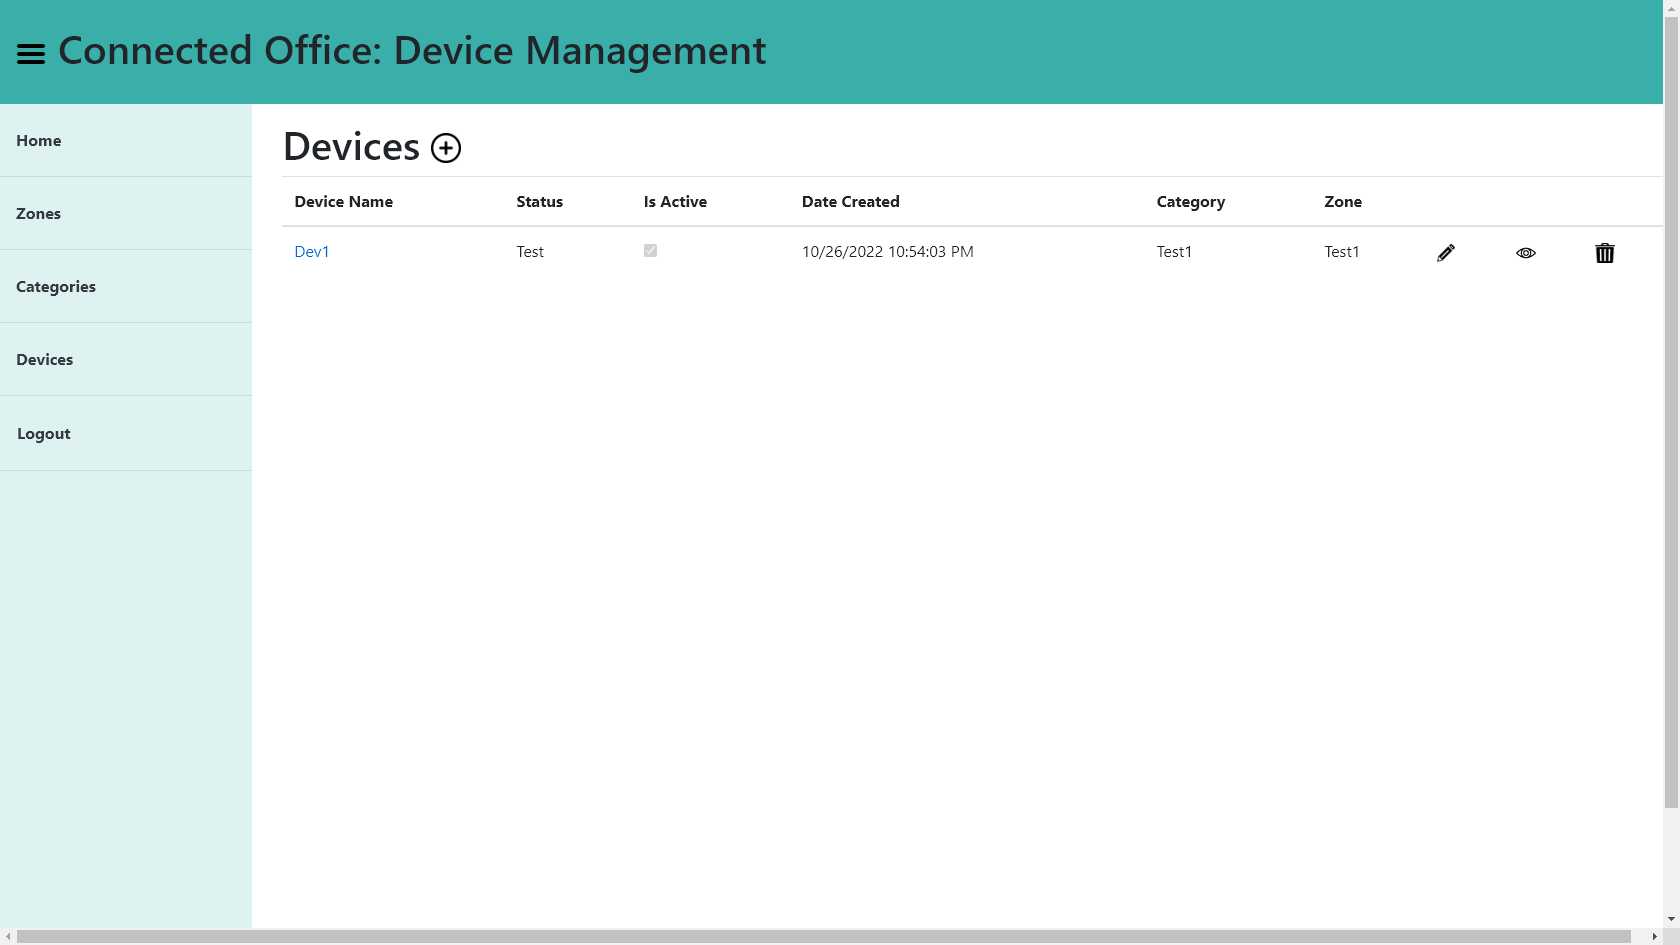 Connected Office: Device Management
Home
Zones
Categories
Devices
Logout
Devices
Device Name Status Is Active Date Created Category Zone
Dev1 Test 10/26/2022 10:54:03 PM Test1 Test1